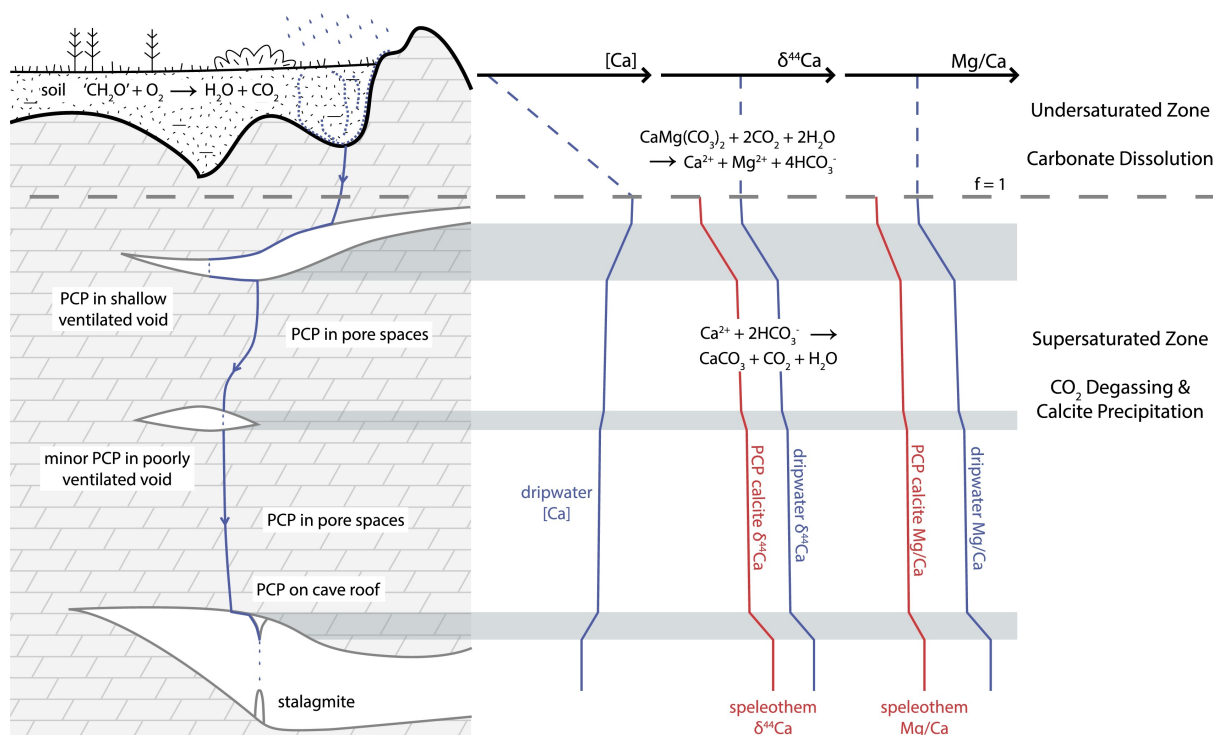 [Ca]
δ⁴⁴Ca
Mg/Ca
soil 'CH₂O' + O₂ → H₂O + CO₂
Undersaturated Zone
CaMg(CO₃)₂ + 2CO₂ + 2H₂O
→ Ca²⁺ + Mg²⁺ + 4HCO₃⁻
Carbonate Dissolution
f = 1
PCP in shallow
ventilated void
PCP in pore spaces
Ca²⁺ + 2HCO₃⁻ →
CaCO₃ + CO₂ + H₂O
Supersaturated Zone
CO₂ Degassing &
Calcite Precipitation
minor PCP in poorly
ventilated void
PCP in pore spaces
dripwater
[Ca]
PCP calcite δ⁴⁴Ca
dripwater δ⁴⁴Ca
PCP calcite Mg/Ca
dripwater Mg/Ca
PCP on cave roof
stalagmite
speleothem
δ⁴⁴Ca
speleothem
Mg/Ca